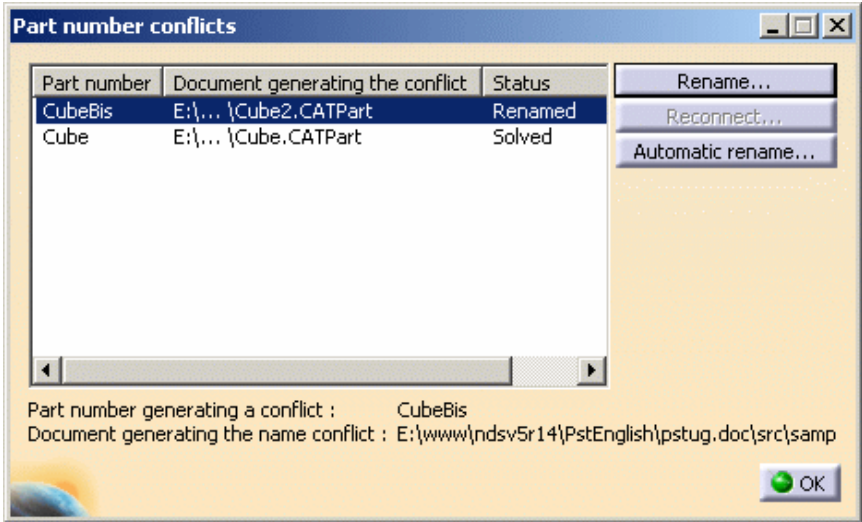 Part number conflicts
Part number Document generating the conflict Status
CubeBis E:\... \Cube2.CATPart Renamed
Cube E:\... \Cube.CATPart Solved
Rename...
Reconnect...
Automatic rename...
Part number generating a conflict : CubeBis
Document generating the name conflict : E:\www\ndsv5r14\PstEnglish\pstug.doc\src\samp
OK